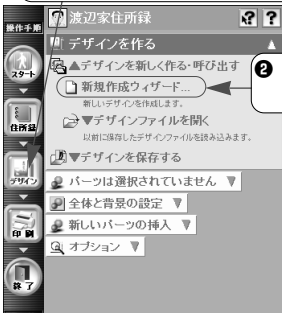 操作手順
渡辺家住所録
? ?
デザインを作る ▲
スタート
▲デザインを新しく作る・呼び出す
新規作成ウィザード...
❷
新しいデザインを作成します。
住所録
▼デザインファイルを開く
以前に保存したデザインファイルを読み込みます。
▼デザインを保存する
デザイン
パーツは選択されていません ▼
全体と背景の設定 ▼
新しいパーツの挿入 ▼
印刷
オプション ▼
終了